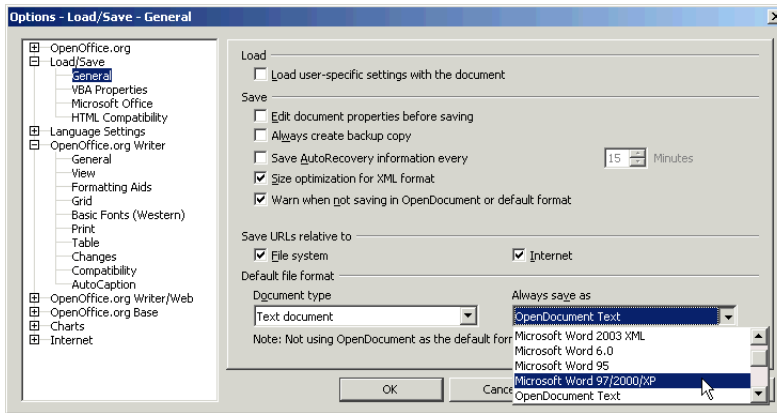 Options - Load/Save - General
OpenOffice.org
Load/Save
General
VBA Properties
Microsoft Office
HTML Compatibility
Language Settings
OpenOffice.org Writer
General
View
Formatting Aids
Grid
Basic Fonts (Western)
Print
Table
Changes
Compatibility
AutoCaption
OpenOffice.org Writer/Web
OpenOffice.org Base
Charts
Internet
Load
Load user-specific settings with the document
Save
Edit document properties before saving
Always create backup copy
Save AutoRecovery information every 15 Minutes
Size optimization for XML format
Warn when not saving in OpenDocument or default format
Save URLs relative to
File system Internet
Default file format
Document type Always save as
Text document OpenDocument Text
Note: Not using OpenDocument as the default
Microsoft Word 2003 XML
Microsoft Word 6.0
Microsoft Word 95
Microsoft Word 97/2000/XP
OpenDocument Text
OK